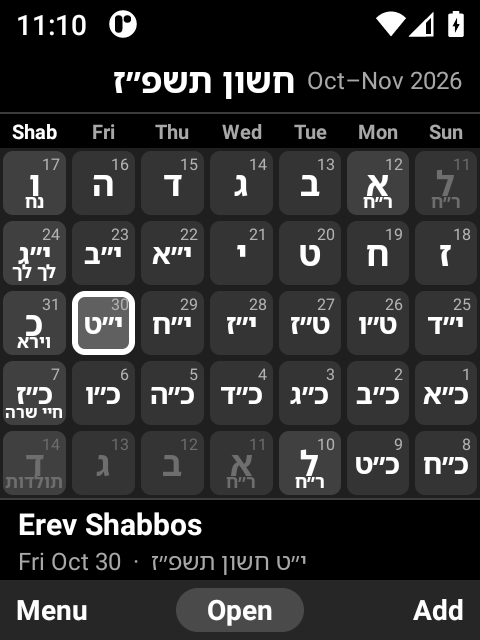 11:10
חשון תשפ״ז Oct–Nov 2026
Shab Fri Thu Wed Tue Mon Sun
17 16 15 14 13 12 11
ו ה ד ג ב א ל
נח ר״ח ר״ח
24 23 22 21 20 19 18
י״ג י״ב י״א י ט ח ז
לך לך
31 30 29 28 27 26 25
כ י״ט י״ח י״ז ט״ז ט״ו י״ד
וירא
7 6 5 4 3 2 1
כ״ז כ״ו כ״ה כ״ד כ״ג כ״ב כ״א
חיי שרה
14 13 12 11 10 9 8
ד ג ב א ל כ״ט כ״ח
תולדות ר״ח ר״ח
Erev Shabbos
Fri Oct 30 · י״ט חשון תשפ״ז
Menu Open Add